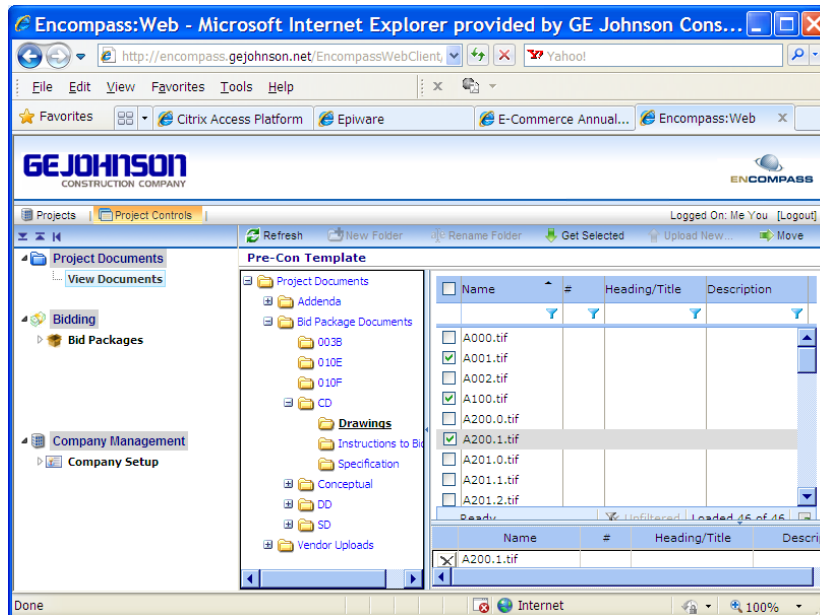 Encompass:Web - Microsoft Internet Explorer provided by GE Johnson Cons...
http://encompass.gejohnson.net/EncompassWebClient, Yahoo!
File Edit View Favorites Tools Help x
Favorites Citrix Access Platform Epiware E-Commerce Annual... Encompass:Web X
GE JOHNSON
CONSTRUCTION COMPANY
ENCOMPASS
Projects | Project Controls | Logged On: Me You [Logout]
Refresh New Folder Rename Folder Get Selected Upload New... Move
Project Documents
View Documents
Bidding
Bid Packages
Company Management
Company Setup
Pre-Con Template
Project Documents
Addenda
Bid Package Documents
003B
010E
010F
CD
Drawings
Instructions to Bid
Specification
Conceptual
DD
SD
Vendor Uploads
Name # Heading/Title Description
A000.tif
A001.tif
A002.tif
A100.tif
A200.0.tif
A200.1.tif
A201.0.tif
A201.1.tif
A201.2.tif
Ready Unfiltered Loaded 46 of 46
Name # Heading/Title Descri
A200.1.tif
Done Internet 100%